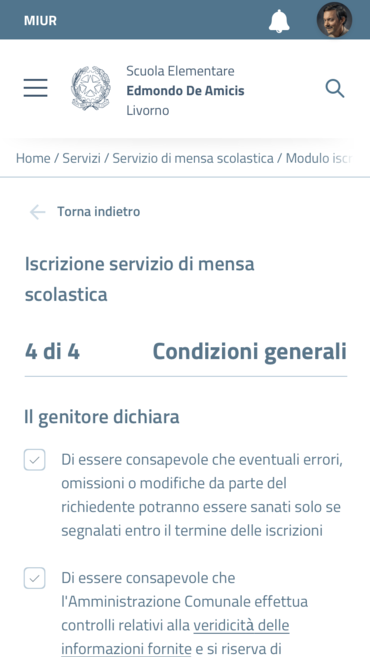 MIUR
Scuola Elementare
Edmondo De Amicis
Livorno
Home / Servizi / Servizio di mensa scolastica / Modulo isc
Torna indietro
Iscrizione servizio di mensa
scolastica
4 di 4 Condizioni generali
Il genitore dichiara
Di essere consapevole che eventuali errori,
omissioni o modifiche da parte del
richiedente potranno essere sanati solo se
segnalati entro il termine delle iscrizioni
Di essere consapevole che
l'Amministrazione Comunale effettua
controlli relativi alla veridicità delle
informazioni fornite e si riserva di